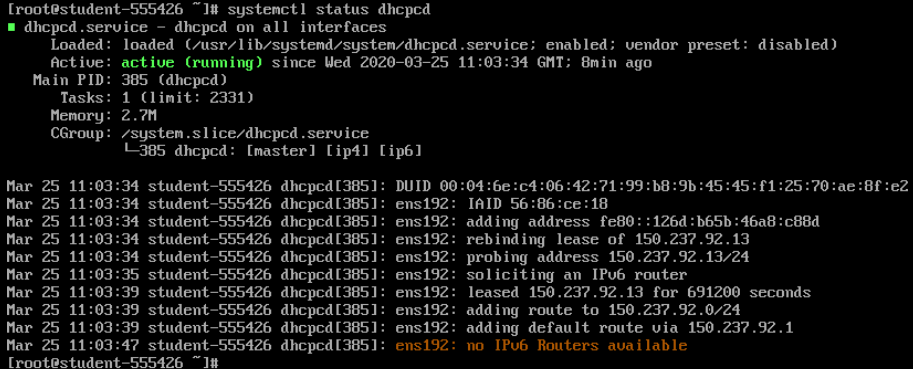 [root@student-555426 ~]# systemctl status dhcpcd
■ dhcpcd.service - dhcpcd on all interfaces
Loaded: loaded (/usr/lib/systemd/system/dhcpcd.service; enabled; vendor preset: disabled)
Active: active (running) since Wed 2020-03-25 11:03:34 GMT; 8min ago
Main PID: 385 (dhcpcd)
Tasks: 1 (limit: 2331)
Memory: 2.7M
CGroup: /system.slice/dhcpcd.service
└─385 dhcpcd: [master] [ip4] [ip6]
Mar 25 11:03:34 student-555426 dhcpcd[385]: DUID 00:04:6e:c4:06:42:71:99:b8:9b:45:45:f1:25:70:ae:8f:e2
Mar 25 11:03:34 student-555426 dhcpcd[385]: ens192: IAID 56:86:ce:18
Mar 25 11:03:34 student-555426 dhcpcd[385]: ens192: adding address fe80::126d:b65b:46a8:c88d
Mar 25 11:03:34 student-555426 dhcpcd[385]: ens192: rebinding lease of 150.237.92.13
Mar 25 11:03:34 student-555426 dhcpcd[385]: ens192: probing address 150.237.92.13/24
Mar 25 11:03:35 student-555426 dhcpcd[385]: ens192: soliciting an IPv6 router
Mar 25 11:03:39 student-555426 dhcpcd[385]: ens192: leased 150.237.92.13 for 691200 seconds
Mar 25 11:03:39 student-555426 dhcpcd[385]: ens192: adding route to 150.237.92.0/24
Mar 25 11:03:39 student-555426 dhcpcd[385]: ens192: adding default route via 150.237.92.1
Mar 25 11:03:47 student-555426 dhcpcd[385]: ens192: no IPv6 Routers available
[root@student-555426 ~]#